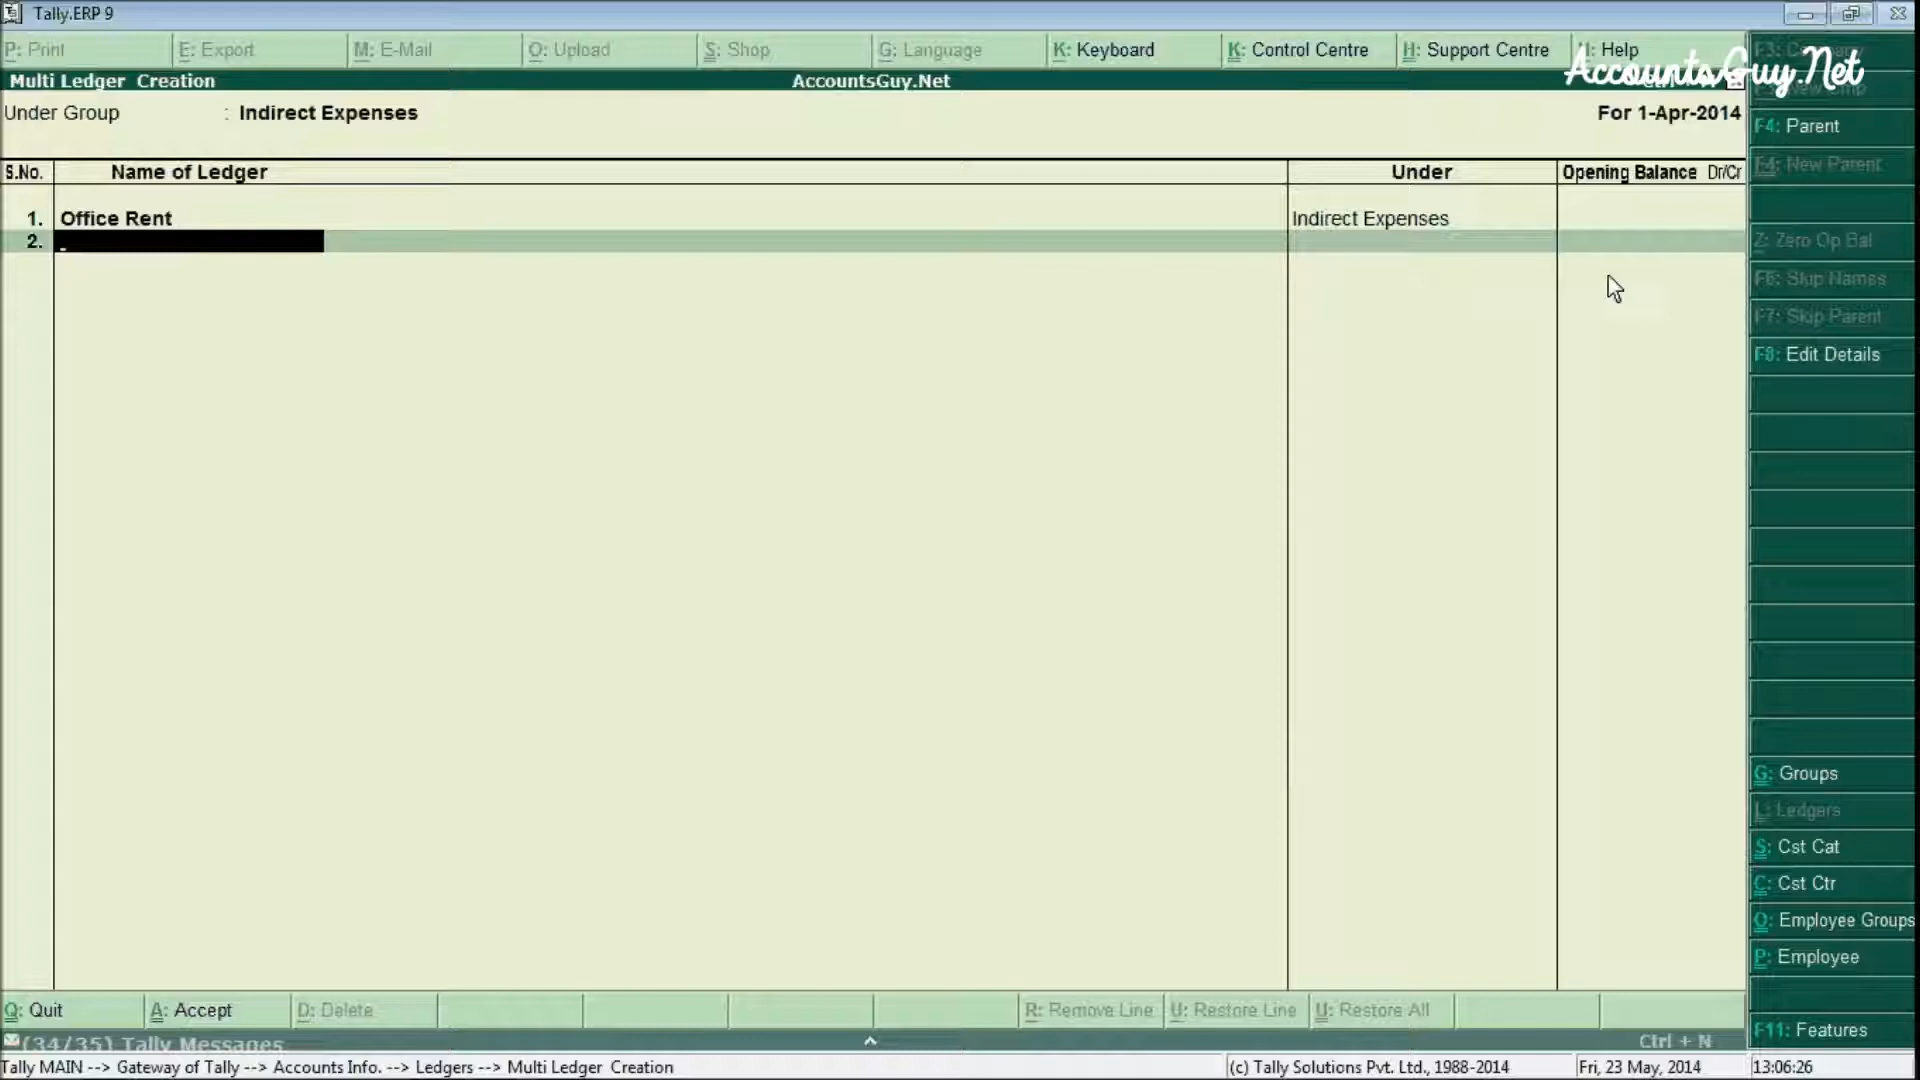 Tally.ERP 9
P: Print E: Export M: E-Mail O: Upload S: Shop G: Language K: Keyboard K: Control Centre H: Support Centre H: Help
AccountsGuy.Net
Multi Ledger Creation AccountsGuy.Net
Under Group : Indirect Expenses For 1-Apr-2014
F4: Parent
F4: New Parent
S.No. Name of Ledger Under Opening Balance Dr/Cr
1. Office Rent Indirect Expenses
2.
Z: Zero Op Bal
F6: Skip Names
F7: Skip Parent
F8: Edit Details
G: Groups
L: Ledgers
S: Cst Cat
C: Cst Ctr
O: Employee Groups
P: Employee
Q: Quit A: Accept D: Delete R: Remove Line U: Restore Line U: Restore All
F11: Features
(34/35) Tally Messages Ctrl + N
Tally MAIN --> Gateway of Tally --> Accounts Info. --> Ledgers --> Multi Ledger Creation (c) Tally Solutions Pvt. Ltd., 1988-2014 Fri, 23 May, 2014 13:06:26